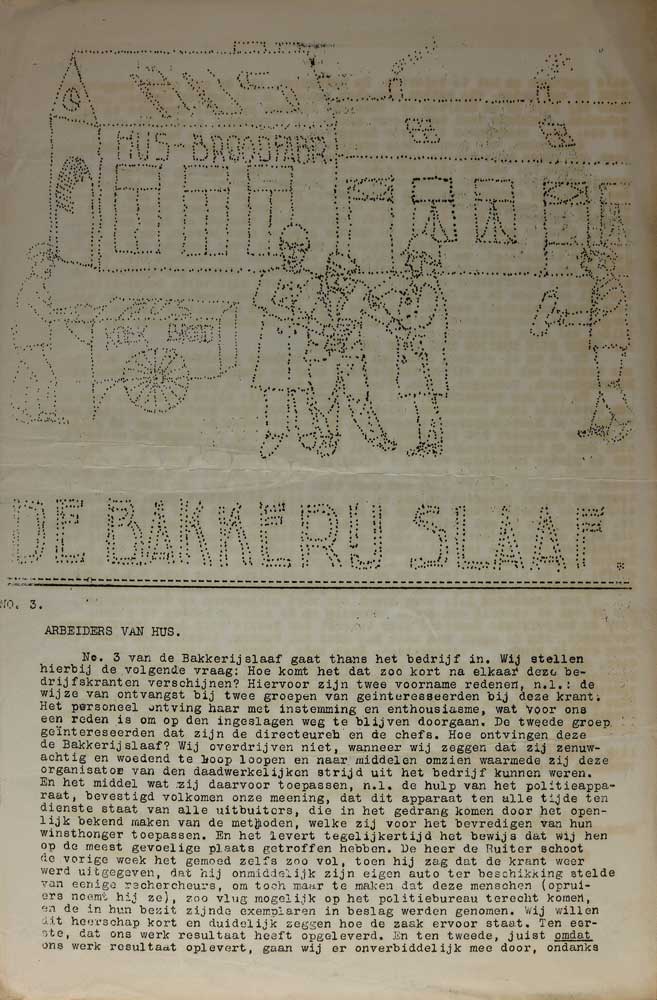 HUS
HUS-BROODFABR.
BROOD
DE BAKKERIJ SLAAF.
NO. 3.
ARBEIDERS VAN HUS.
No. 3 van de Bakkerijslaaf gaat thans het bedrijf in. Wij stellen
hierbij de volgende vraag: Hoe komt het dat zoo kort na elkaar deze be-
drijfskranten verschijnen? Hiervoor zijn twee voorname redenen, n.l.: de
wijze van ontvangst bij twee groepen van geinteresseerden bij deze krant.
Het personeel ontving haar met instemming en enthousiasme, wat voor ons
een reden is om op den ingeslagen weg te blijven doorgaan. De tweede groep
geïntereseerden dat zijn de directeureb en de chefs. Hoe ontvingen deze
de Bakkerijslaaf? Wij overdrijven niet, wanneer wij zeggen dat zij zenuw-
achtig en woedend te hoop loopen en naar middelen omzien waarmede zij deze
organisator van den daadwerkelijken strijd uit het bedrijf kunnen weren.
En het middel wat zij daarvoor toepassen, n.l. de hulp van het politieappa-
raat, bevestigd volkomen onze meening, dat dit apparaat ten alle tijde ten
dienste staat van alle uitbuiters, die in het gedrang komen door het open-
lijk bekend maken van de methoden, welke zij voor het bevredigen van hun
winsthonger toepassen. En het levert tegelijkertijd het bewijs dat wij hen
op de meest gevoelige plaats getroffen hebben. De heer de Ruiter schoot
de vorige week het gemoed zelfs zoo vol, toen hij zag dat de krant weer
werd uitgegeven, dat hij onmiddelijk zijn eigen auto ter beschikking stelde
van eenige rechercheurs, om toch maar te maken dat deze menschen (oprui-
ers noemt hij ze), zoo vlug mogelijk op het politiebureau terecht komen,
en de in hun bezit zijnde exemplaren in beslag werden genomen. Wij willen
dit heerschap kort en duidelijk zeggen hoe de zaak ervoor staat. Ten eer-
ste, dat ons werk resultaat heeft opgeleverd. En ten tweede, juist omdat
ons werk resultaat oplevert, gaan wij er onverbiddelijk mee door, ondanks